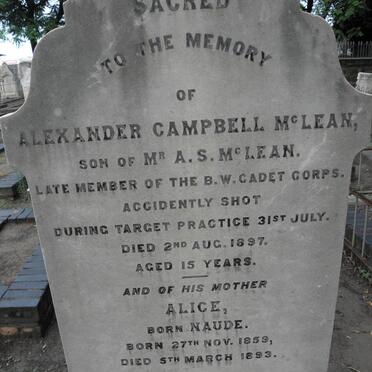 SACRED
TO THE MEMORY
OF
ALEXANDER CAMPBELL McLEAN,
SON OF MR A.S. McLEAN.
LATE MEMBER OF THE B.W. CADET CORPS.
ACCIDENTLY SHOT
DURING TARGET PRACTICE 31ST JULY.
DIED 2ND AUG. 1897.
AGED 15 YEARS.
AND OF HIS MOTHER
ALICE,
BORN NAUDE.
BORN 27TH NOV. 1859,
DIED 5TH MARCH 1893.